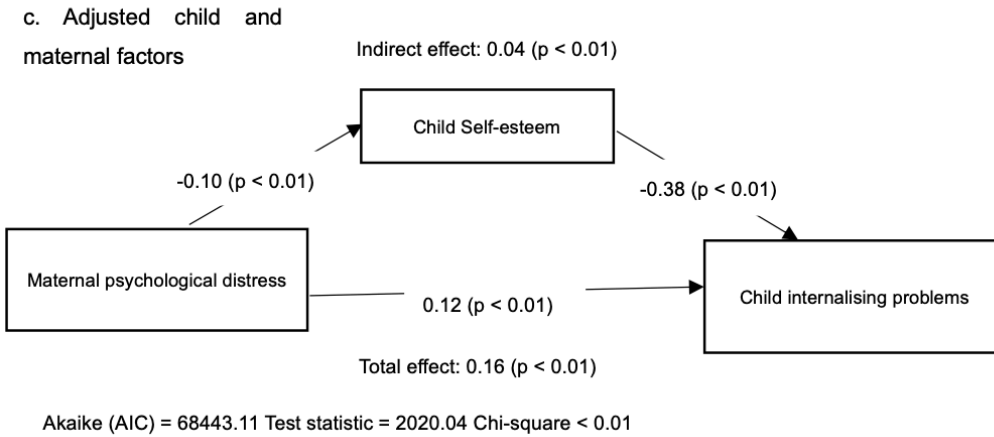 c. Adjusted child and
maternal factors
Indirect effect: 0.04 (p < 0.01)
Child Self-esteem
-0.10 (p < 0.01)
-0.38 (p < 0.01)
Maternal psychological distress
Child internalising problems
0.12 (p < 0.01)
Total effect: 0.16 (p < 0.01)
Akaike (AIC) = 68443.11 Test statistic = 2020.04 Chi-square < 0.01